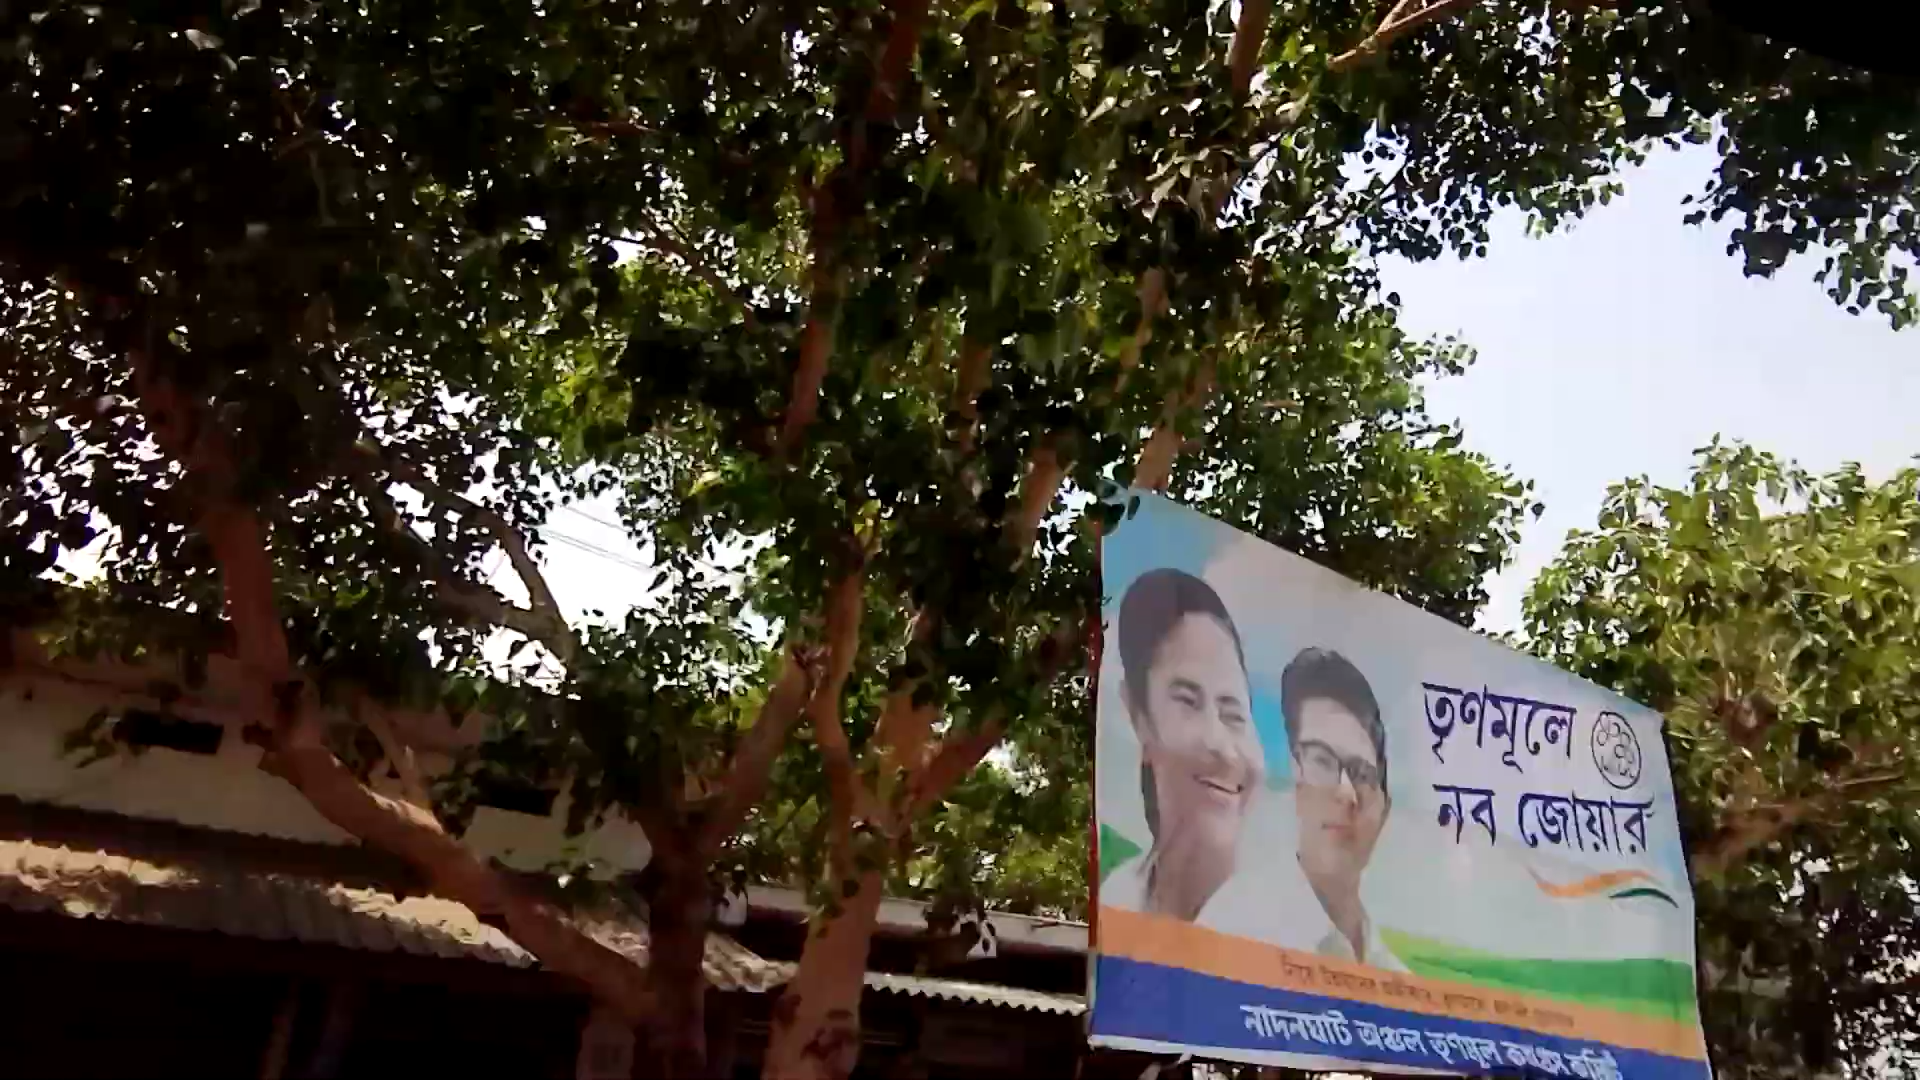 তৃণমূলে
নব জোয়ার
নাদনঘাট অঞ্চল তৃণমূল কংগ্রেস কমিটি